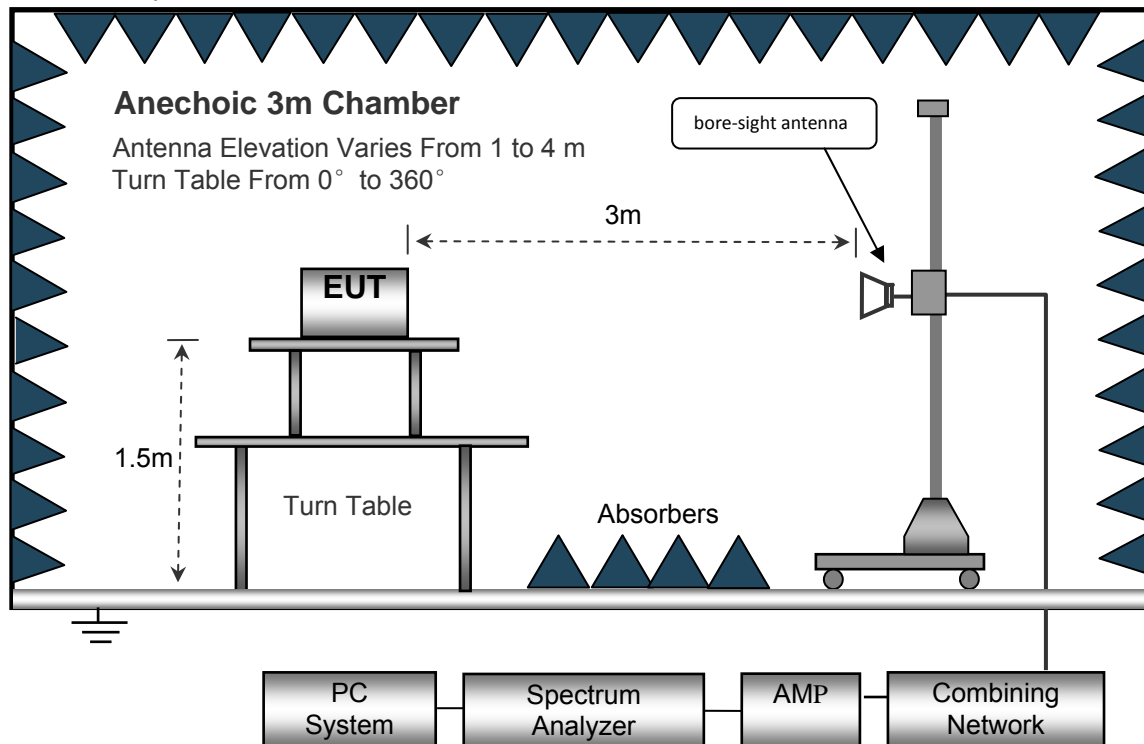 Anechoic 3m Chamber
Antenna Elevation Varies From 1 to 4 m
Turn Table From 0° to 360°
bore-sight antenna
3m
EUT
1.5m
Turn Table
Absorbers
PC
System
Spectrum
Analyzer
AMP
Combining
Network